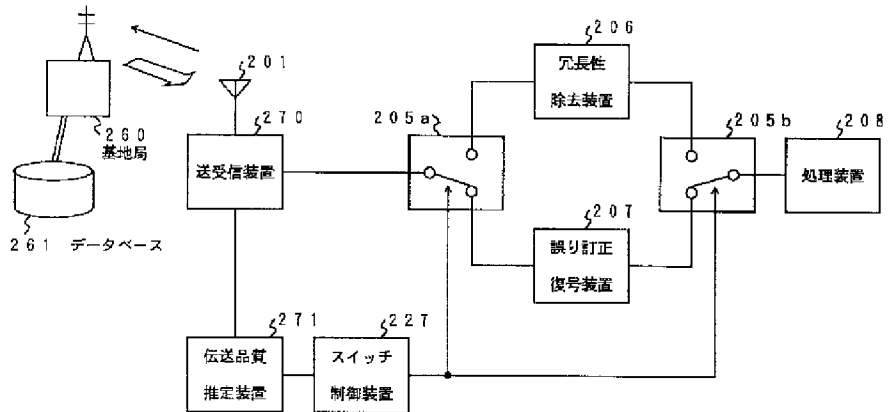 206
冗長性
除去装置
201
260
基地局
270
送受信装置
205a
205b
208
処理装置
207
誤り訂正
復号装置
261 データベース
271
伝送品質
推定装置
227
スイッチ
制御装置